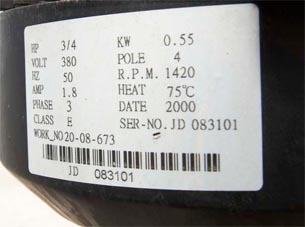 HP 3/4 KW 0.55
VOLT 380 POLE 4
HZ 50 R.P.M. 1420
AMP 1.8 HEAT 75℃
PHASE 3 DATE 2000
CLASS E SER-NO. JD 083101
WORK_NO 20-08-673
JD 083101